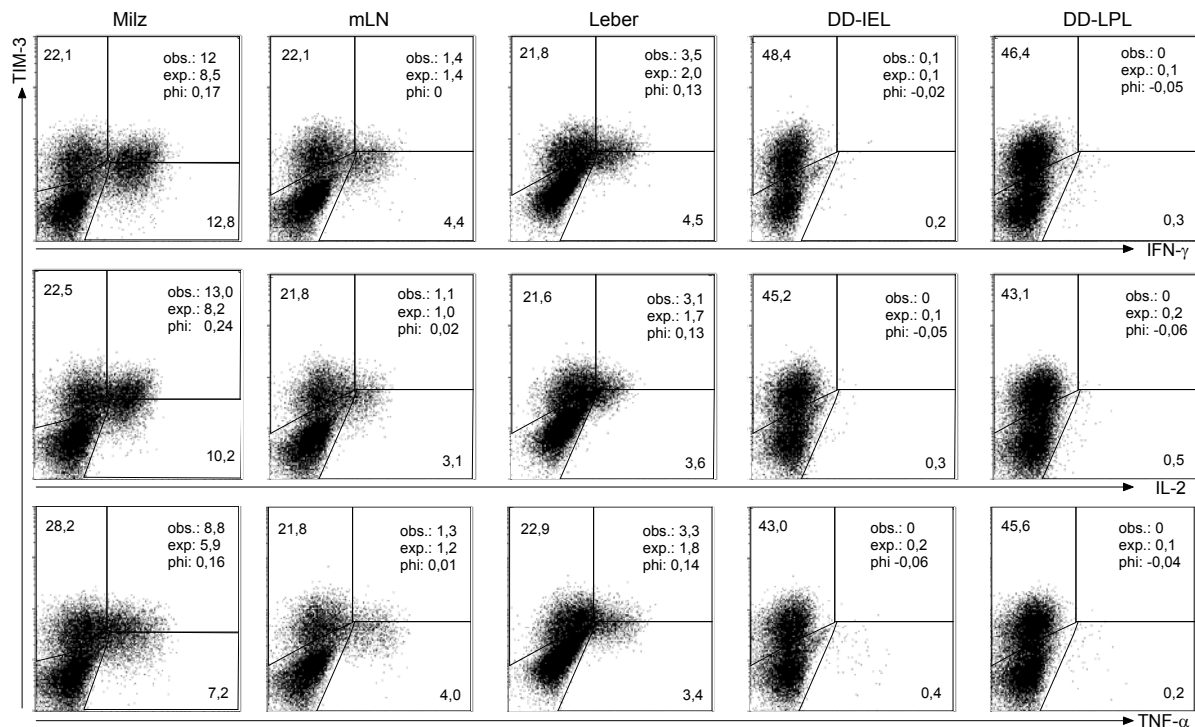 Milz mLN Leber DD-IEL DD-LPL
TIM-3
22,1 obs.: 12
exp.: 8,5
phi: 0,17
12,8
22,1 obs.: 1,4
exp.: 1,4
phi: 0
4,4
21,8 obs.: 3,5
exp.: 2,0
phi: 0,13
4,5
48,4 obs.: 0,1
exp.: 0,1
phi: -0,02
0,2
46,4 obs.: 0
exp.: 0,1
phi: -0,05
0,3
IFN-γ
22,5 obs.: 13,0
exp.: 8,2
phi: 0,24
10,2
21,8 obs.: 1,1
exp.: 1,0
phi: 0,02
3,1
21,6 obs.: 3,1
exp.: 1,7
phi: 0,13
3,6
45,2 obs.: 0
exp.: 0,1
phi: -0,05
0,3
43,1 obs.: 0
exp.: 0,2
phi: -0,06
0,5
IL-2
28,2 obs.: 8,8
exp.: 5,9
phi: 0,16
7,2
21,8 obs.: 1,3
exp.: 1,2
phi: 0,01
4,0
22,9 obs.: 3,3
exp.: 1,8
phi: 0,14
3,4
43,0 obs.: 0
exp.: 0,2
phi -0,06
0,4
45,6 obs.: 0
exp.: 0,1
phi: -0,04
0,2
TNF-α